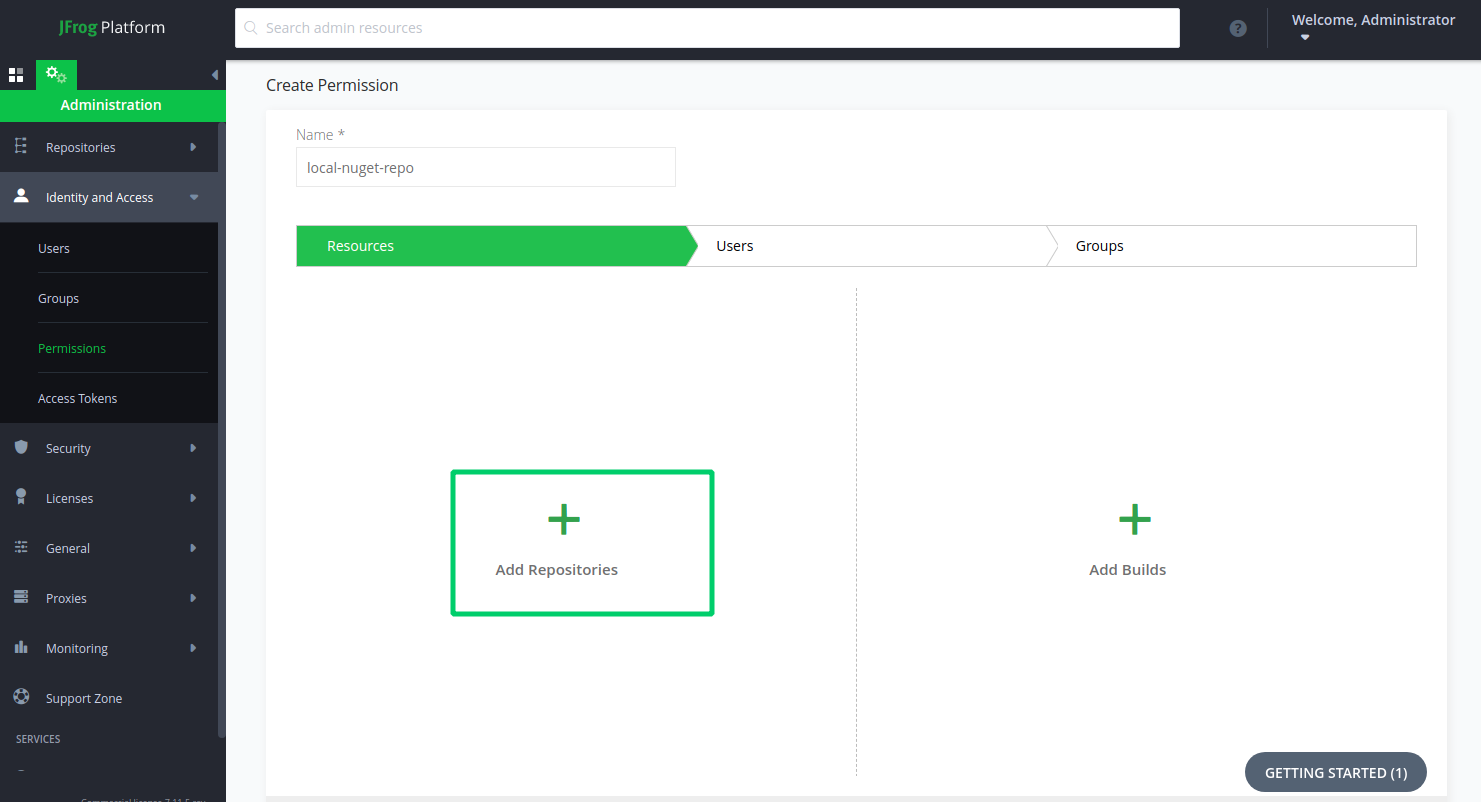 JFrog Platform
Search admin resources
?
Welcome, Administrator
Administration
Repositories
Identity and Access
Users
Groups
Permissions
Access Tokens
Security
Licenses
General
Proxies
Monitoring
Support Zone
SERVICES
Create Permission
Name *
local-nuget-repo
Resources
Users
Groups
Add Repositories
Add Builds
GETTING STARTED (1)